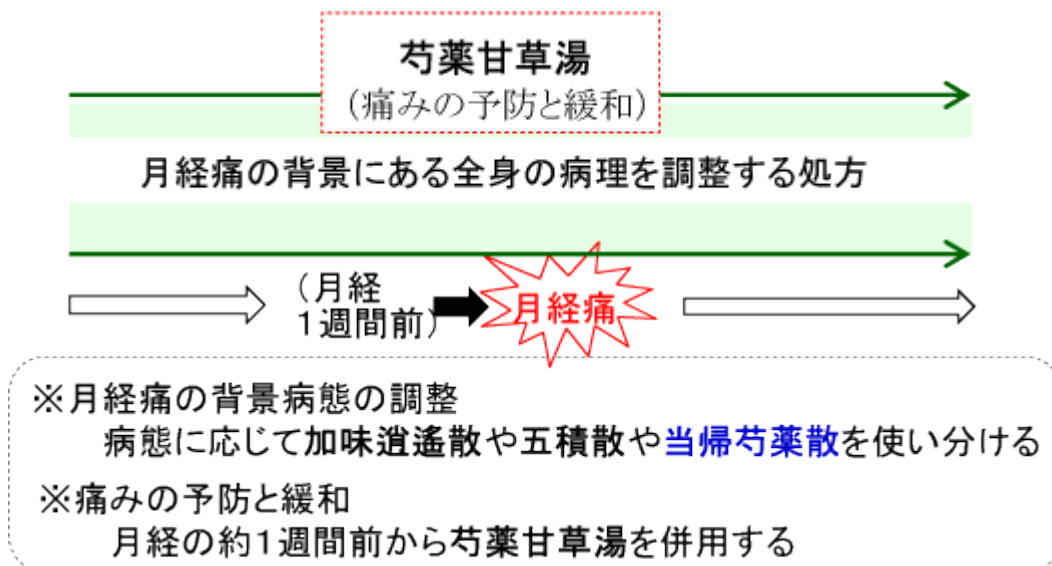 芍薬甘草湯
（痛みの予防と緩和）
月経痛の背景にある全身の病理を調整する処方
（月経
１週間前）
月経痛
※月経痛の背景病態の調整
病態に応じて加味逍遙散や五積散や当帰芍薬散を使い分ける
※痛みの予防と緩和
月経の約１週間前から芍薬甘草湯を併用する